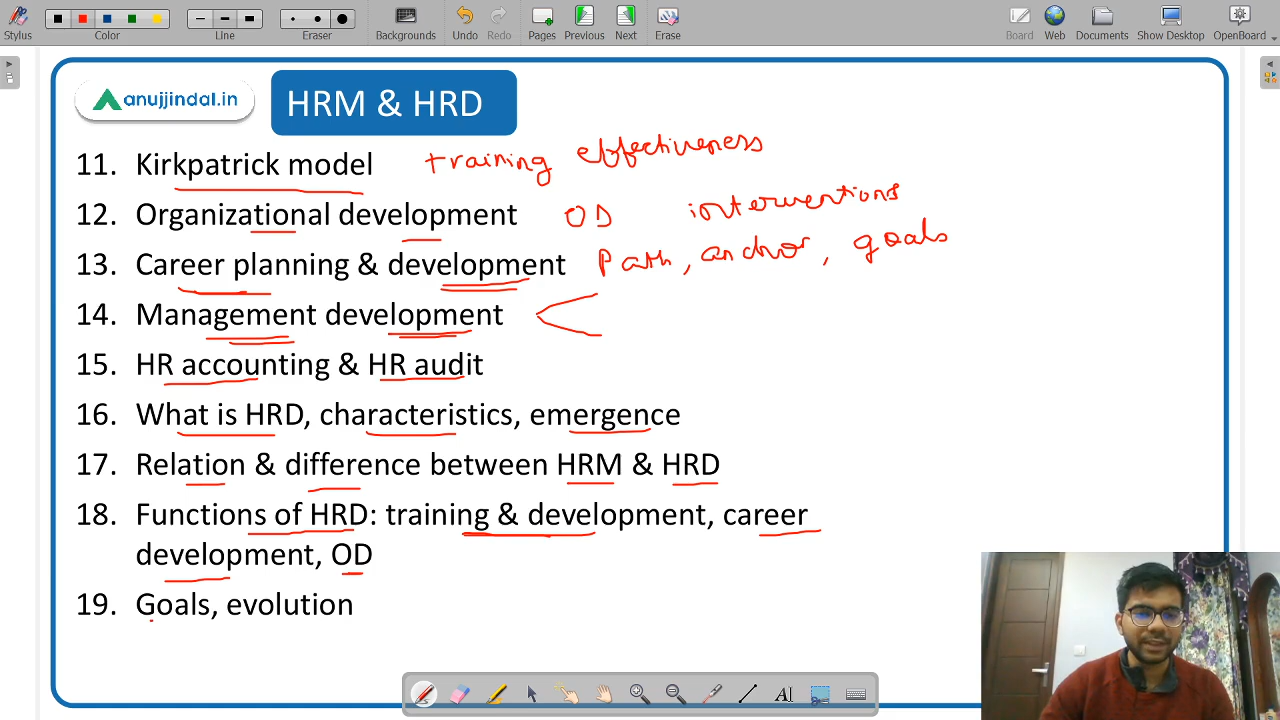 Stylus
Color
Line
Eraser
Backgrounds
Undo
Redo
Pages
Previous
Next
Erase
Board
Web
Documents
Show Desktop
OpenBoard
anujjindal.in
HRM & HRD
11. Kirkpatrick model training effectiveness
12. Organizational development OD interventions
13. Career planning & development Path, anchor, goals
14. Management development
15. HR accounting & HR audit
16. What is HRD, characteristics, emergence
17. Relation & difference between HRM & HRD
18. Functions of HRD: training & development, career
development, OD
19. Goals, evolution
AI